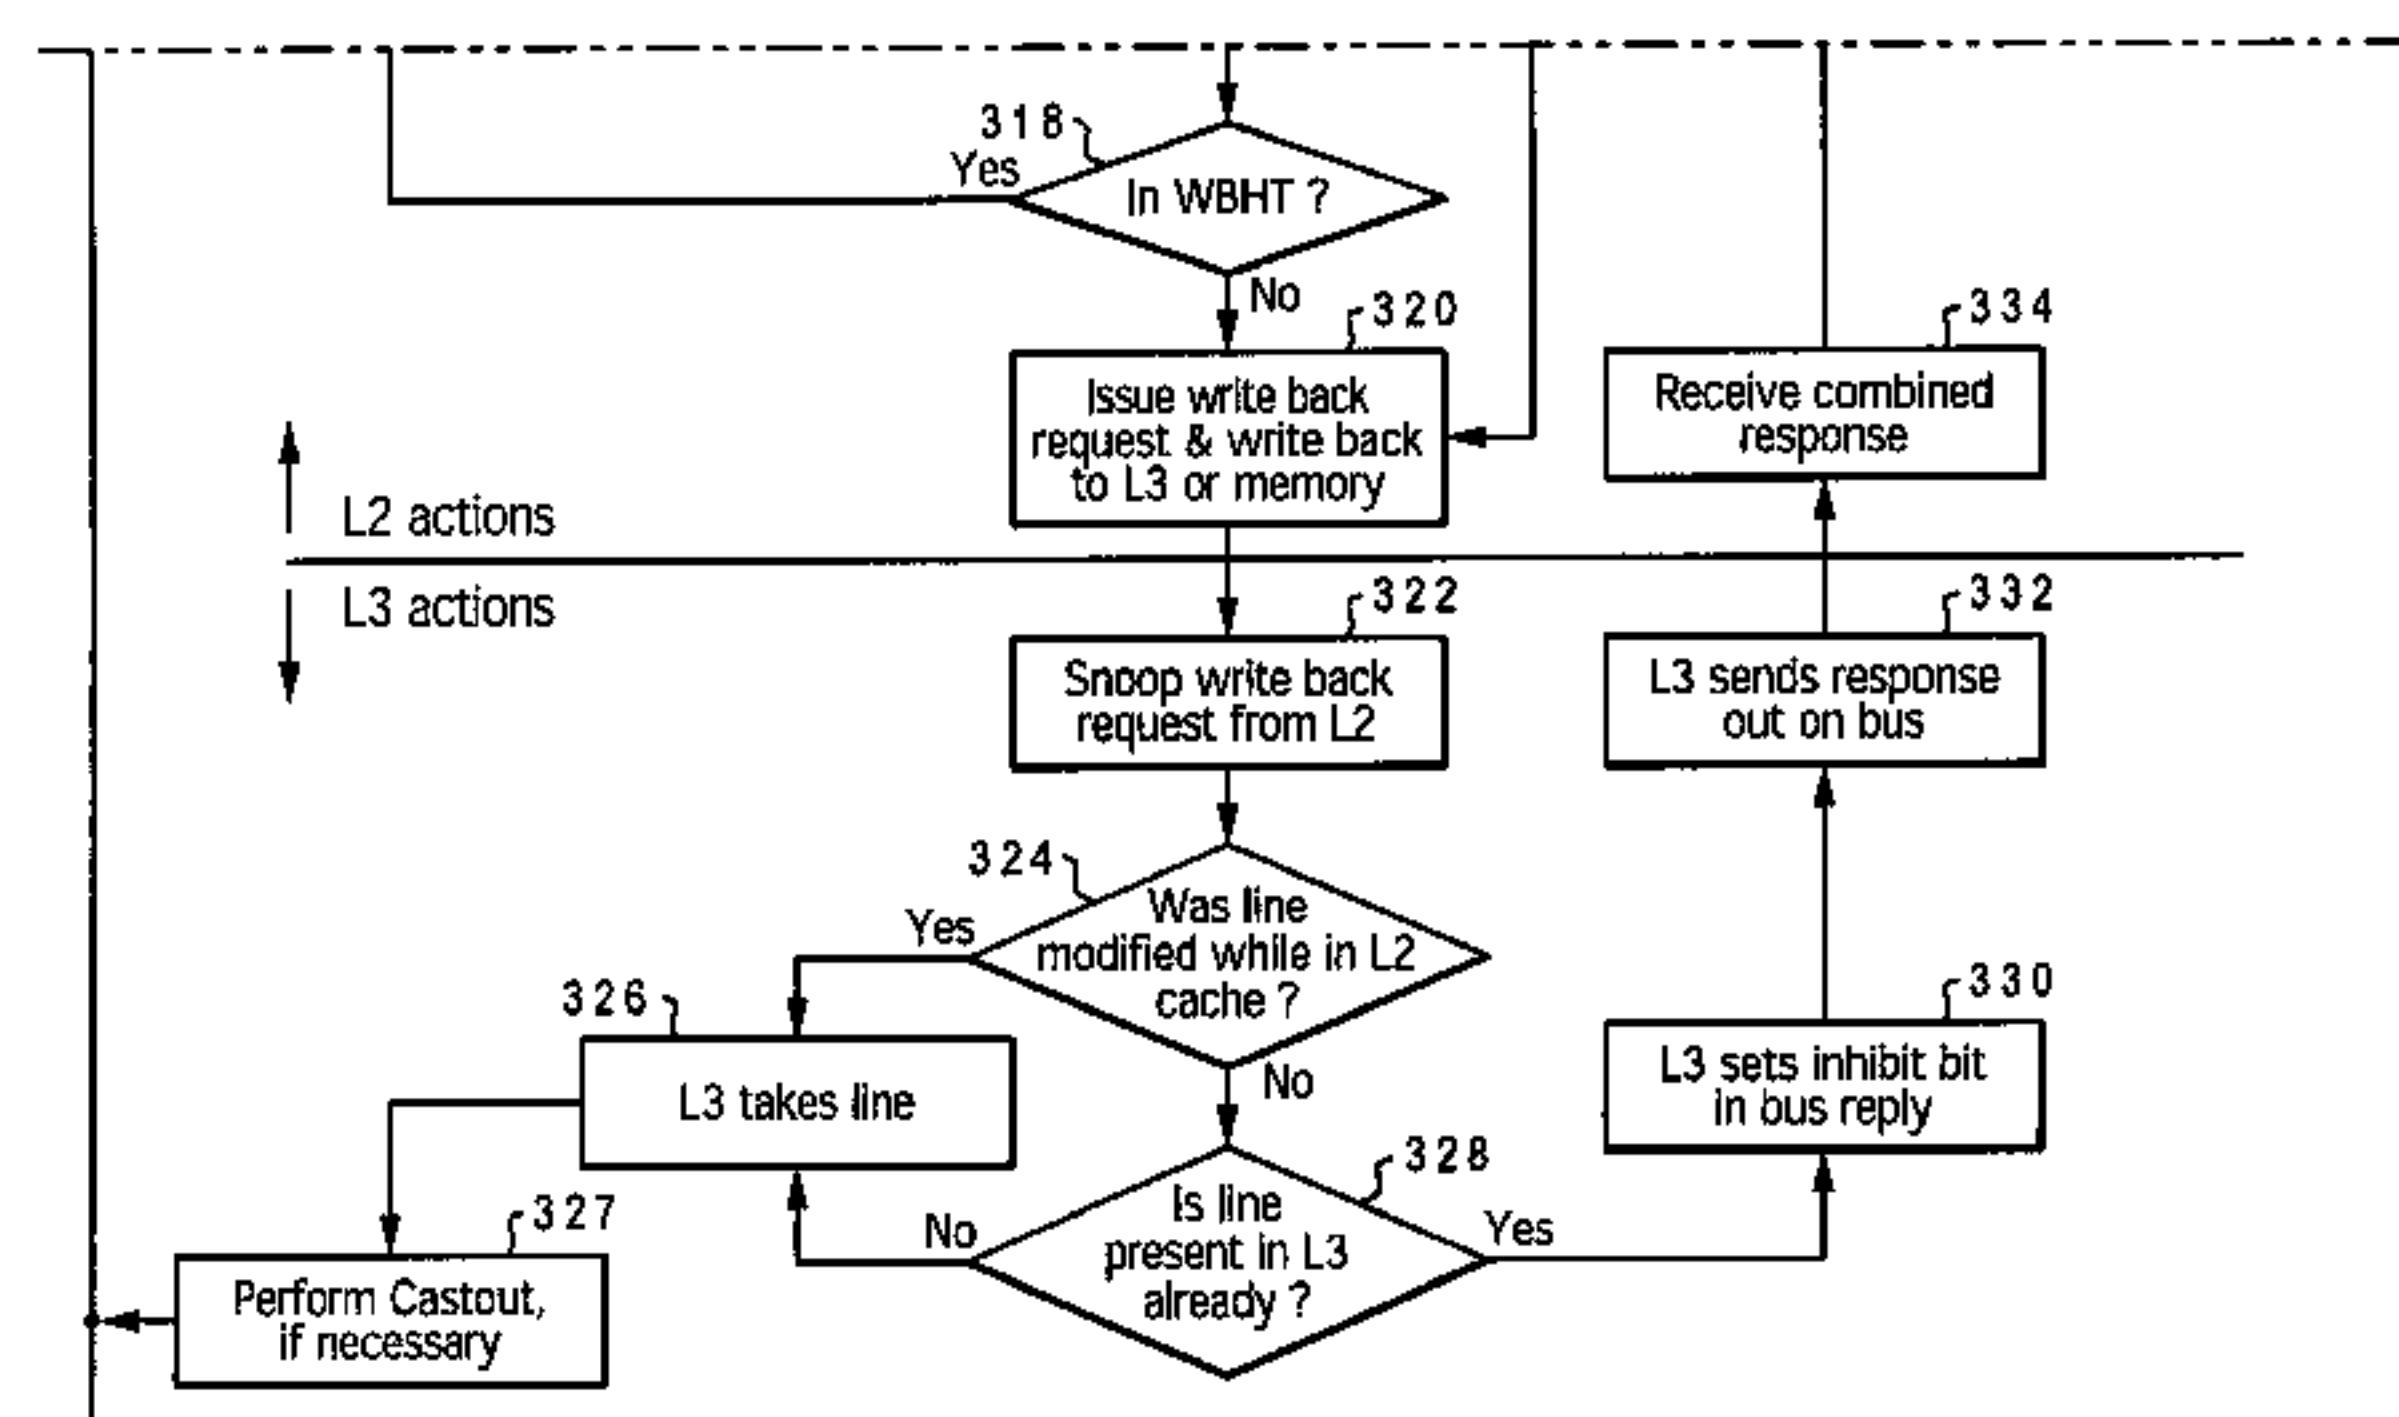 318
Yes
In WBHT ?
No
320
Issue write back
request & write back
to L3 or memory
334
Receive combined
response
L2 actions
L3 actions
322
Snoop write back
request from L2
332
L3 sends response
out on bus
324
Yes
Was line
modified while in L2
cache ?
No
326
L3 takes line
330
L3 sets inhibit bit
in bus reply
328
Is line
present in L3
already ?
No
Yes
327
Perform Castout,
if necessary